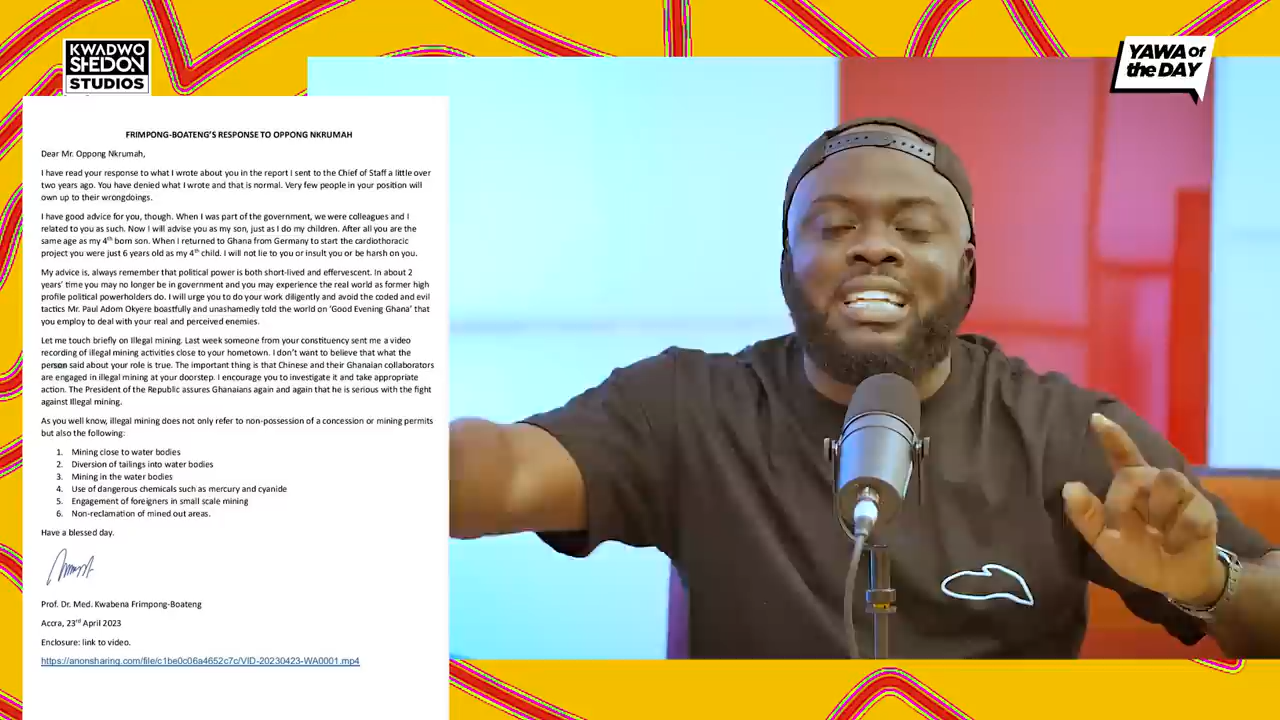 KWADWO
SHEDON
STUDIOS
YAWA of
the DAY
FRIMPONG-BOATENG'S RESPONSE TO OPPONG NKRUMAH
Dear Mr. Oppong Nkrumah,
I have read your response to what I wrote about you in the report I sent to the Chief of Staff a little over
two years ago. You have denied what I wrote and that is normal. Very few people in your position will
own up to their wrongdoings.
I have good advice for you, though. When I was part of the government, we were colleagues and I
related to you as such. Now I will advise you as my son, just as I do my children. After all you are the
same age as my 4th born son. When I returned to Ghana from Germany to start the cardiothoracic
project you were just 6 years old as my 4th child. I will not lie to you or insult you or be harsh on you.
My advice is, always remember that political power is both short-lived and effervescent. In about 2
years' time you may no longer be in government and you may experience the real world as former high
profile political powerholders do. I will urge you to do your work diligently and avoid the coded and evil
tactics Mr. Paul Adom Okyere boastfully and unashamedly told the world on 'Good Evening Ghana' that
you employ to deal with your real and perceived enemies.
Let me touch briefly on Illegal mining. Last week someone from your constituency sent me a video
recording of illegal mining activities close to your hometown. I don't want to believe that what the
person said about your role is true. The important thing is that Chinese and their Ghanaian collaborators
are engaged in illegal mining at your doorstep. I encourage you to investigate it and take appropriate
action. The President of the Republic assures Ghanaians again and again that he is serious with the fight
against Illegal mining.
As you well know, illegal mining does not only refer to non-possession of a concession or mining permits
but also the following:
1. Mining close to water bodies
2. Diversion of tailings into water bodies
3. Mining in the water bodies
4. Use of dangerous chemicals such as mercury and cyanide
5. Engagement of foreigners in small scale mining
6. Non-reclamation of mined out areas.
Have a blessed day.
Prof. Dr. Med. Kwabena Frimpong-Boateng
Accra, 23rd April 2023
Enclosure: link to video.
https://anonsharing.com/file/c1be0c06a4652c7c/VID-20230423-WA0001.mp4